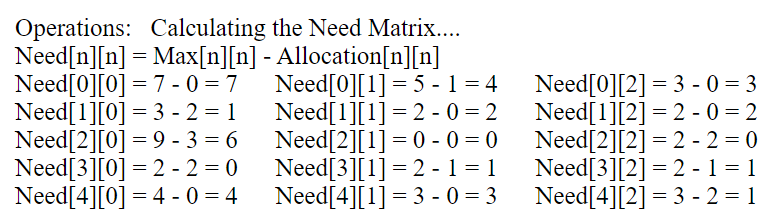 Operations:   Calculating the Need Matrix....
Need[n][n] = Max[n][n] - Allocation[n][n]
Need[0][0] = 7 - 0 = 7   Need[0][1] = 5 - 1 = 4   Need[0][2] = 3 - 0 = 3
Need[1][0] = 3 - 2 = 1   Need[1][1] = 2 - 0 = 2   Need[1][2] = 2 - 0 = 2
Need[2][0] = 9 - 3 = 6   Need[2][1] = 0 - 0 = 0   Need[2][2] = 2 - 2 = 0
Need[3][0] = 2 - 2 = 0   Need[3][1] = 2 - 1 = 1   Need[3][2] = 2 - 1 = 1
Need[4][0] = 4 - 0 = 4   Need[4][1] = 3 - 0 = 3   Need[4][2] = 3 - 2 = 1